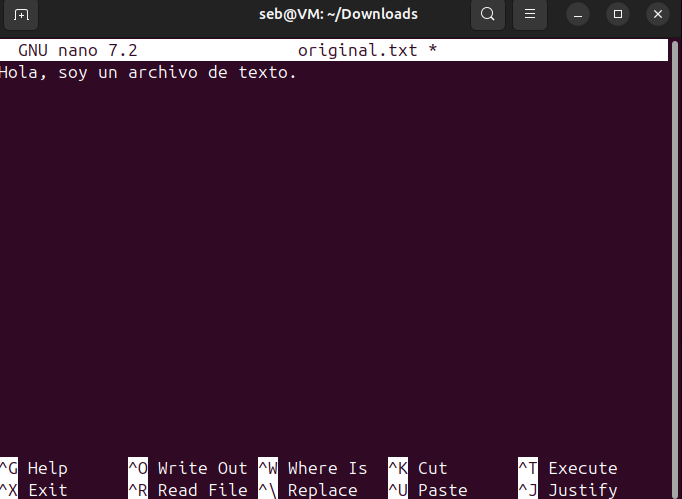 seb@VM: ~/Downloads
GNU nano 7.2 original.txt *
Hola, soy un archivo de texto.
^G Help ^O Write Out ^W Where Is ^K Cut ^T Execute
^X Exit ^R Read File ^\ Replace ^U Paste ^J Justify